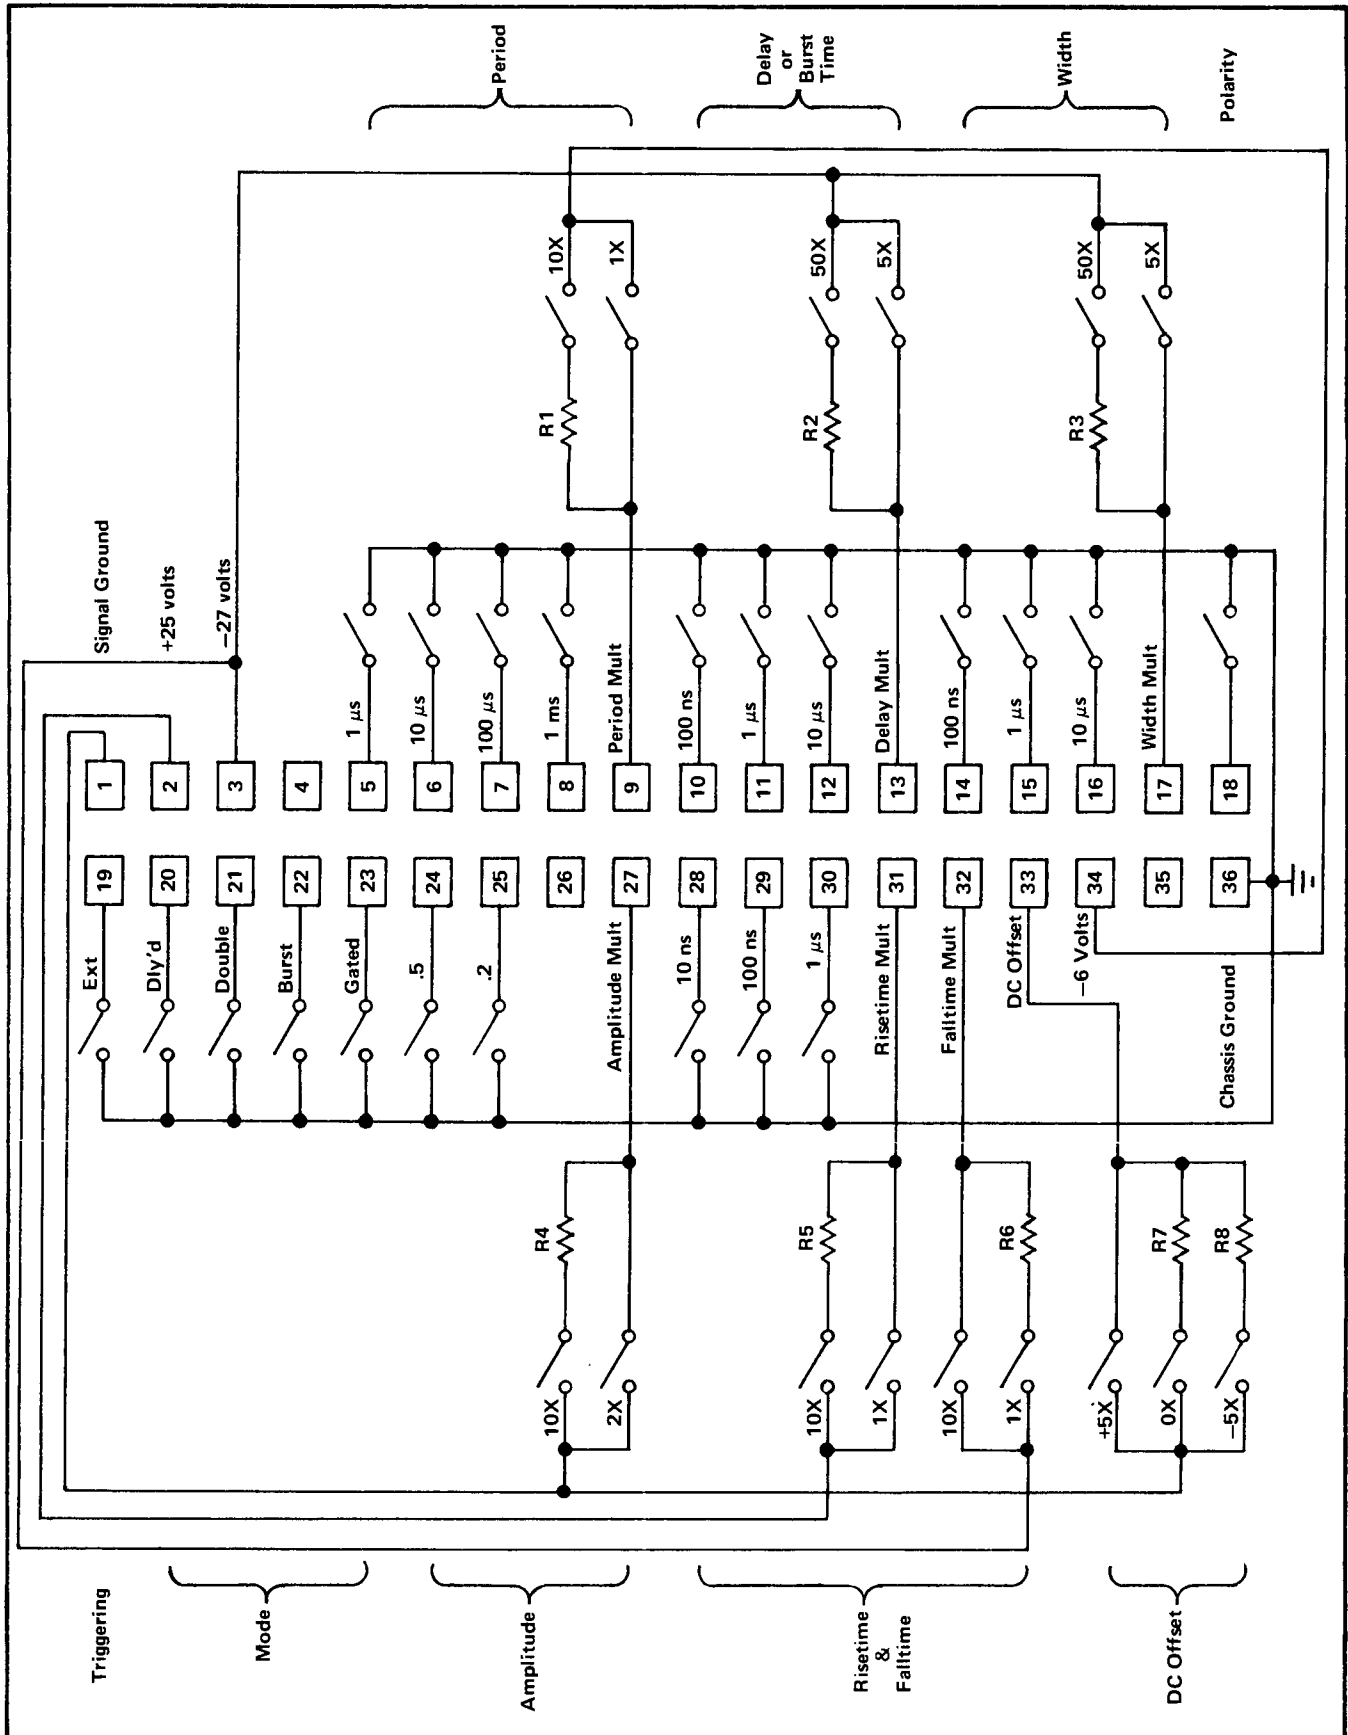 Triggering
Mode
Amplitude
Risetime
&
Falltime
DC Offset
10X
2X
10X
1X
10X
1X
+5X
0X
−5X
R4
R5
R6
R7
R8
Ext
Dly'd
Double
Burst
Gated
.5
.2
Amplitude Mult
10 ns
100 ns
1 μs
Risetime Mult
Falltime Mult
DC Offset
−6 Volts
Chassis Ground
19
20
21
22
23
24
25
26
27
28
29
30
31
32
33
34
35
36
1
2
3
4
5
6
7
8
9
10
11
12
13
14
15
16
17
18
Signal Ground
+25 volts
−27 volts
1 μs
10 μs
100 μs
1 ms
Period Mult
100 ns
1 μs
10 μs
Delay Mult
100 ns
1 μs
10 μs
Width Mult
R1
R2
R3
10X
1X
50X
5X
50X
5X
Period
Delay
or
Burst
Time
Width
Polarity